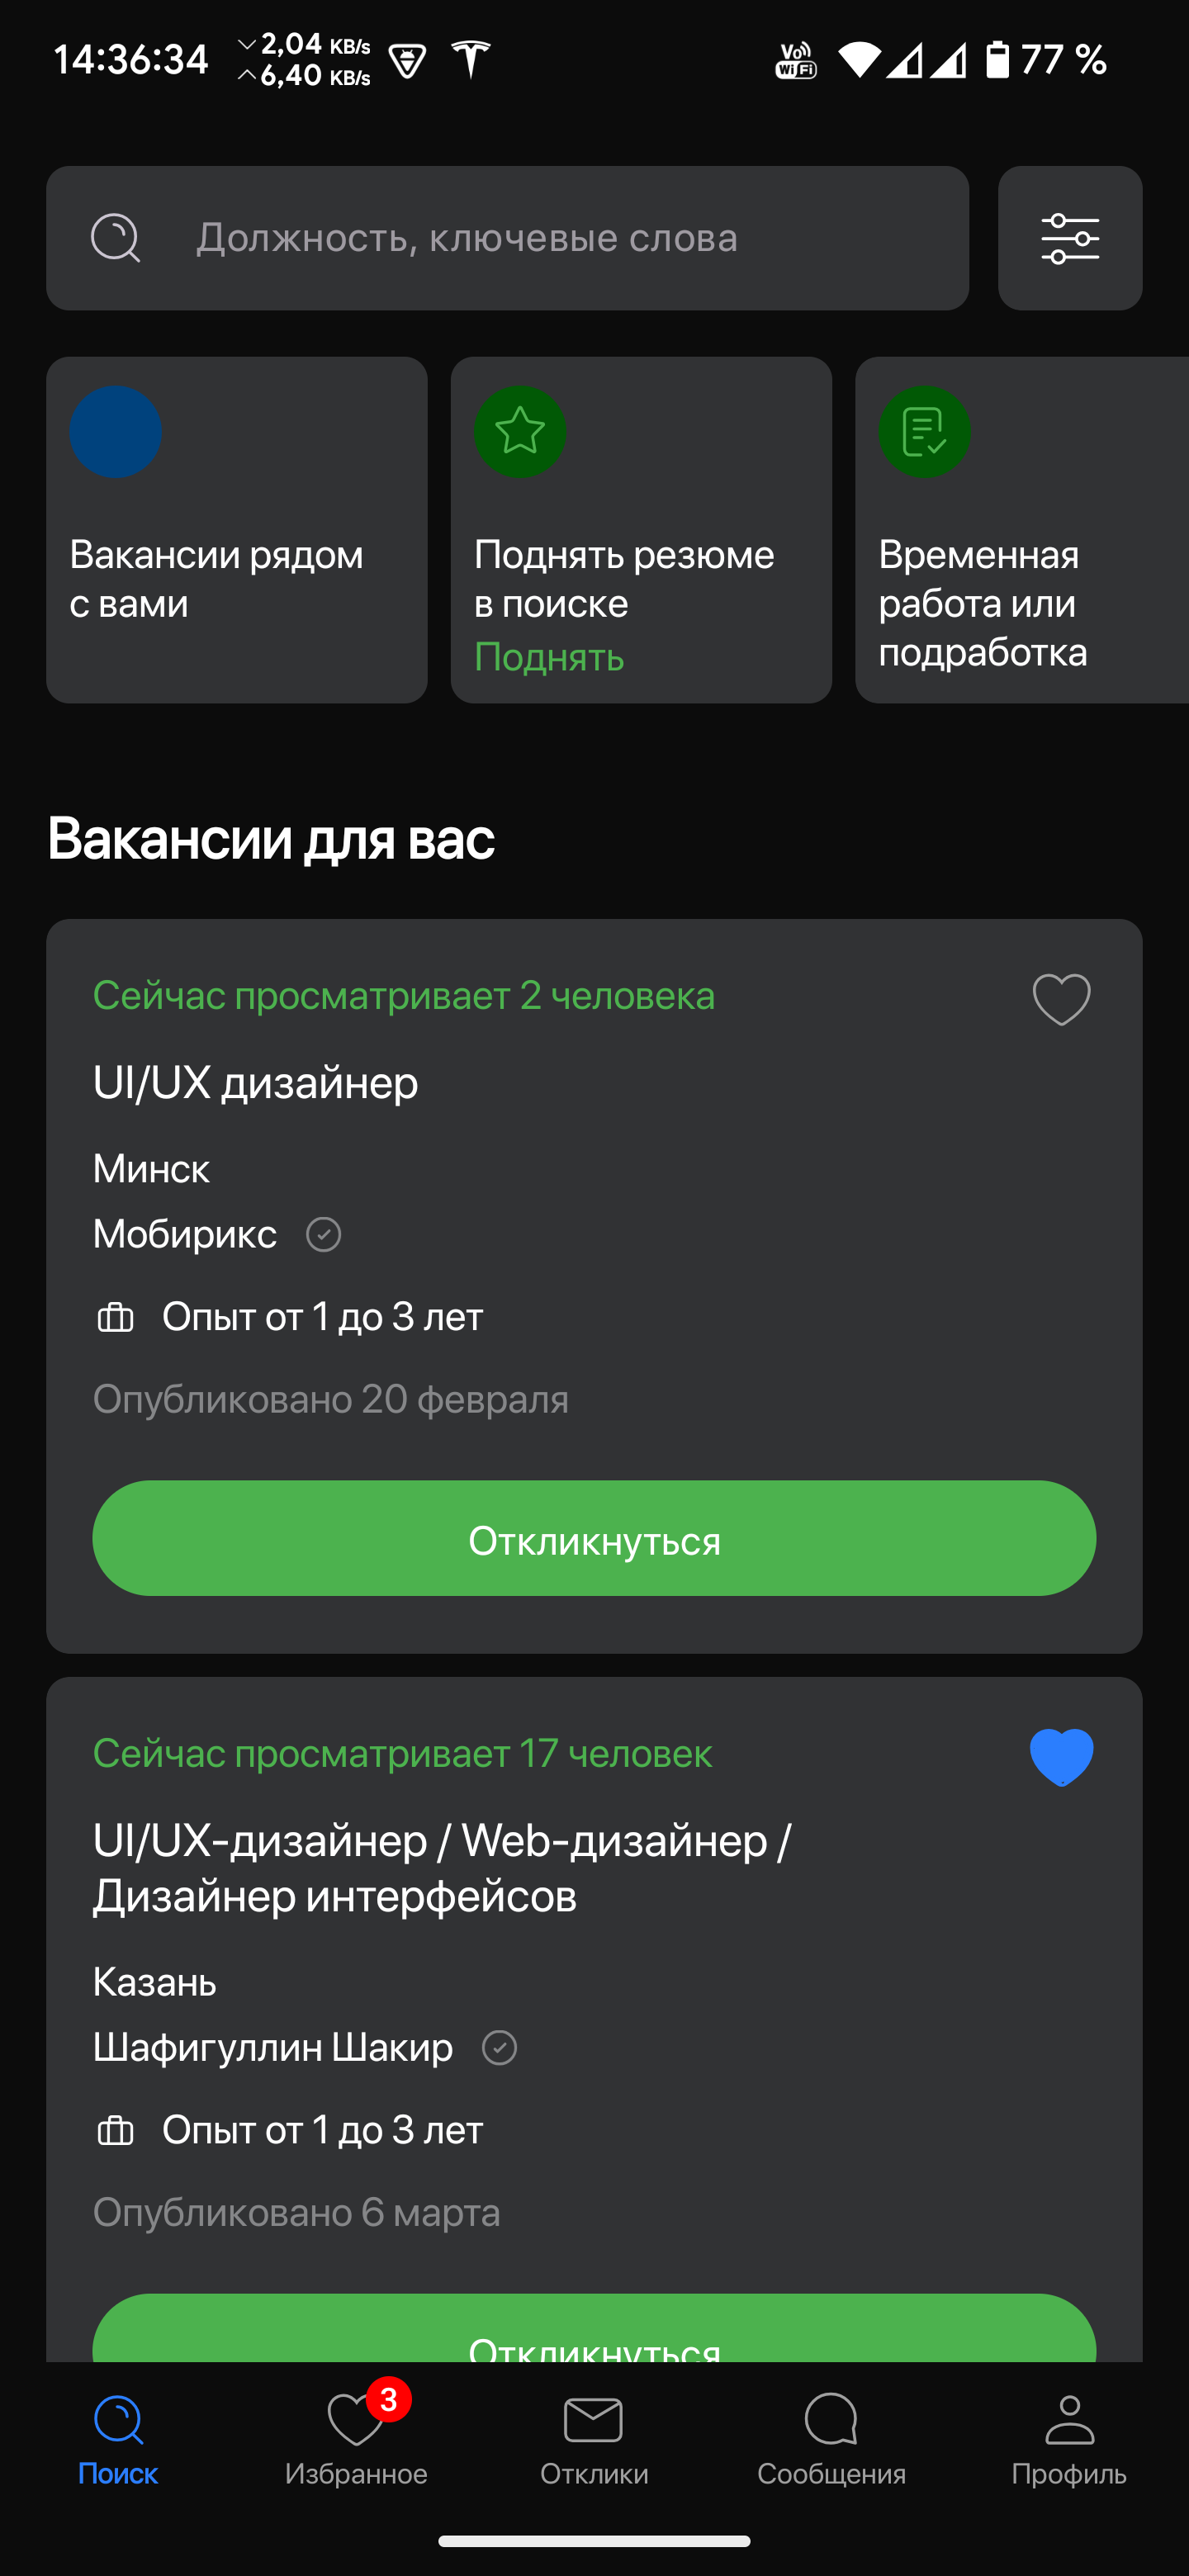 14:36:34
2,04 KB/s
6,40 KB/s
Vo)) WiFi
77 %
Должность, ключевые слова
Вакансии рядом
с вами
Поднять резюме
в поиске
Поднять
Временная
работа или
подработка
Вакансии для вас
Сейчас просматривает 2 человека
UI/UX дизайнер
Минск
Мобирикс
Опыт от 1 до 3 лет
Опубликовано 20 февраля
Откликнуться
Сейчас просматривает 17 человек
UI/UX-дизайнер / Web-дизайнер /
Дизайнер интерфейсов
Казань
Шафигуллин Шакир
Опыт от 1 до 3 лет
Опубликовано 6 марта
Откликнуться
3
Поиск
Избранное
Отклики
Сообщения
Профиль